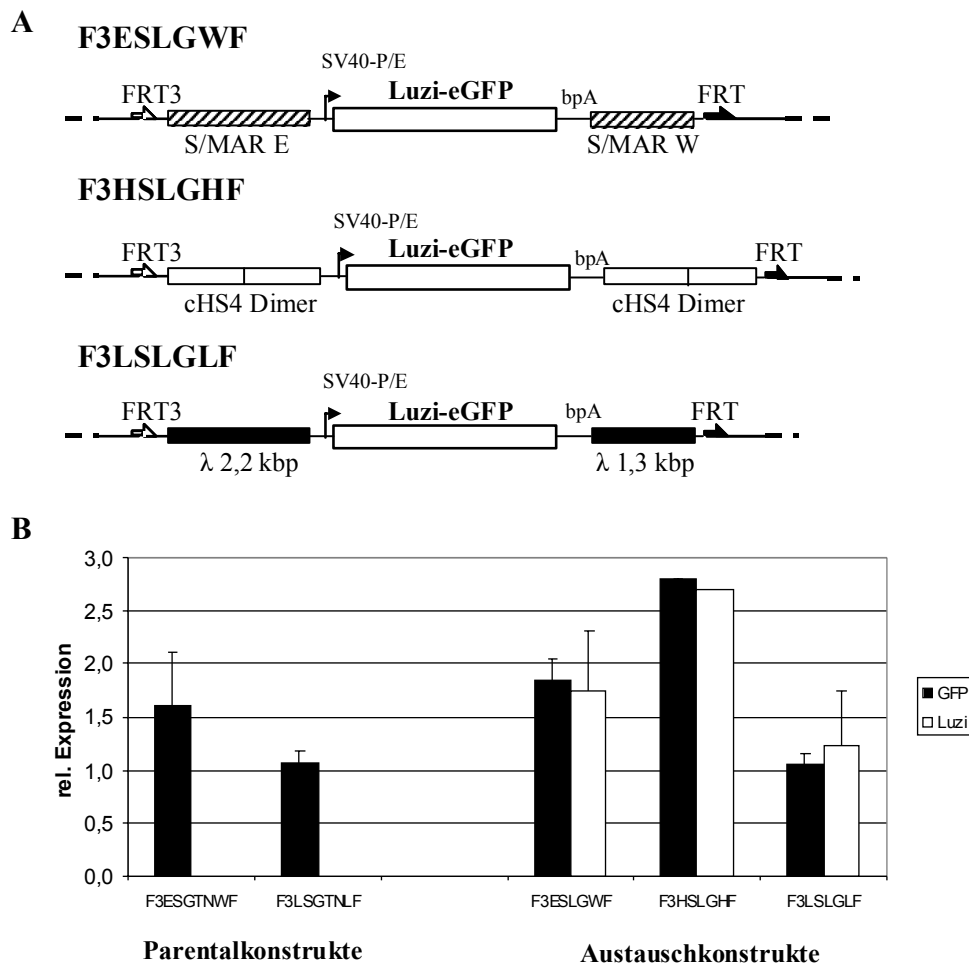 A
F3ESLGWF
SV40-P/E
FRT3
Luzi-eGFP
bpA
FRT
S/MAR E
S/MAR W
F3HSLGHF
SV40-P/E
FRT3
Luzi-eGFP
bpA
FRT
cHS4 Dimer
cHS4 Dimer
F3LSLGLF
SV40-P/E
FRT3
Luzi-eGFP
bpA
FRT
λ 2,2 kbp
λ 1,3 kbp
B
rel. Expression
3,0
2,5
2,0
1,5
1,0
0,5
0,0
GFP
Luzi
F3ESGTNWF
F3LSGTNLF
F3ESLGWF
F3HSLGHF
F3LSLGLF
Parentalkonstrukte
Austauschkonstrukte